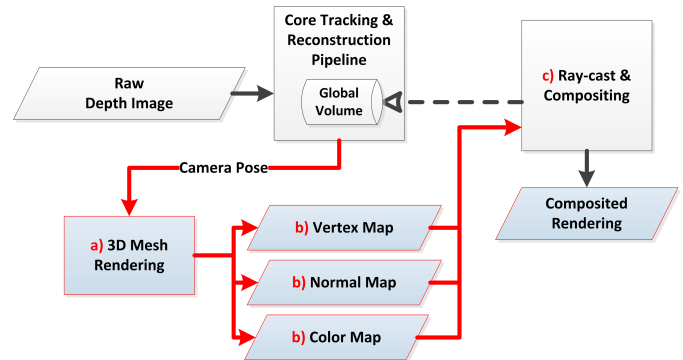 Core Tracking &
Reconstruction
Pipeline
Global
Volume
Raw
Depth Image
c) Ray-cast &
Compositing
Camera Pose
Composited
Rendering
a) 3D Mesh
Rendering
b) Vertex Map
b) Normal Map
b) Color Map